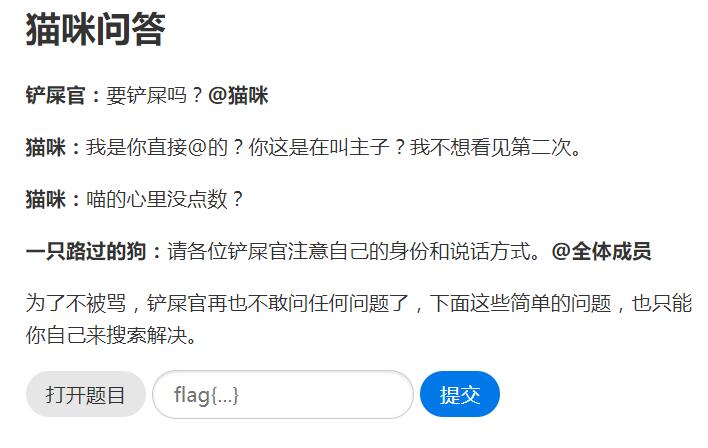 猫咪问答
铲屎官：要铲屎吗？@猫咪
猫咪：我是你直接@的？你这是在叫主子？我不想看见第二次。
猫咪：喵的心里没点数？
一只路过的狗：请各位铲屎官注意自己的身份和说话方式。@全体成员
为了不被骂，铲屎官再也不敢问任何问题了，下面这些简单的问题，也只能
你自己来搜索解决。
打开题目 flag{...} 提交